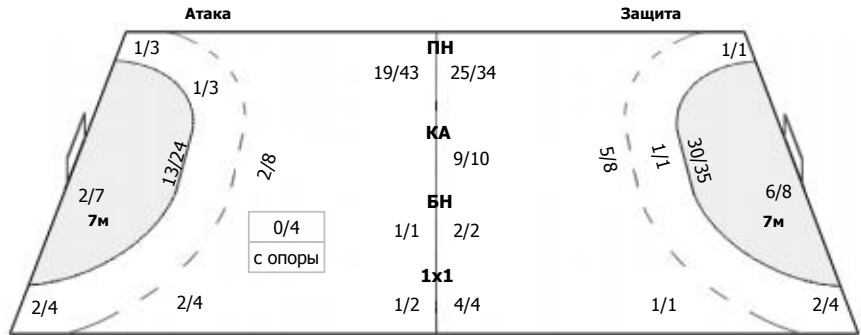 Атака Защита
1/3 ПН 1/1
19/43 25/34
1/3
КА
13/24 2/8 9/10 5/8 1/1 30/35
2/7 БН 6/8
7м 0/4 1/1 2/2 7м
с опоры
1x1
2/4 2/4 1/2 4/4 1/1 2/4